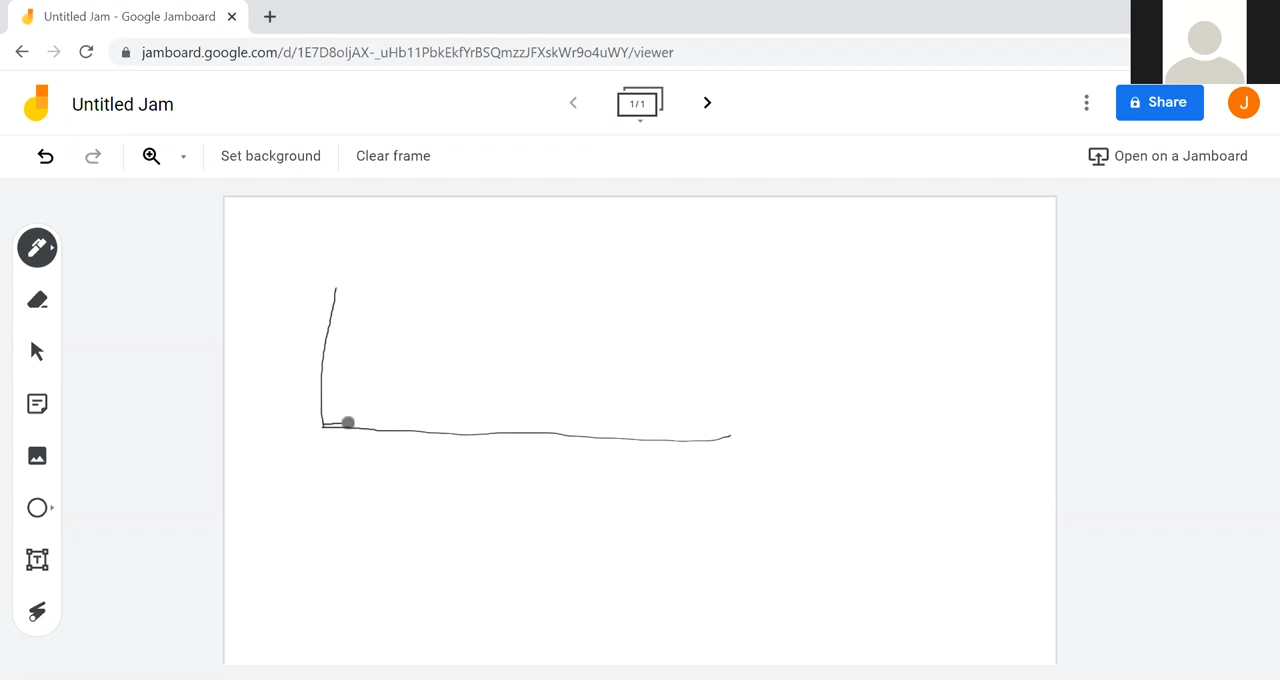 Untitled Jam - Google Jamboard
jamboard.google.com/d/1E7D8oIjAX-_uHb11PbkEkfYrBSQmzzJFXskWr9o4uWY/viewer
Untitled Jam
1/1
Share
J
Set background
Clear frame
Open on a Jamboard
T